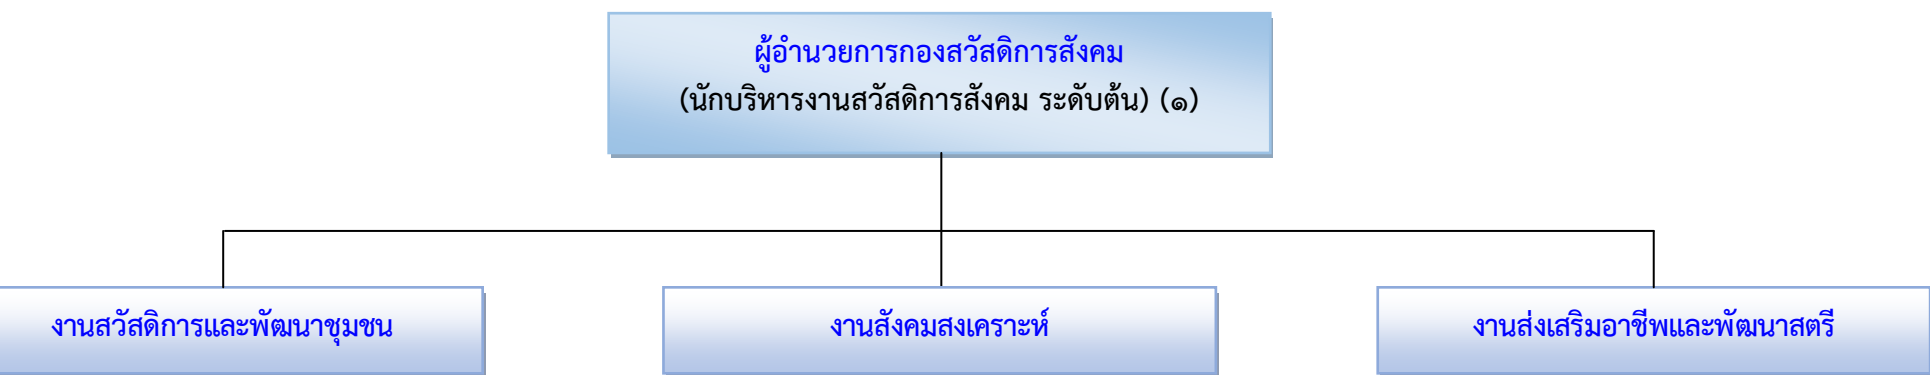 ผู้อำนวยการกองสวัสดิการสังคม
(นักบริหารงานสวัสดิการสังคม ระดับต้น) (๑)
งานสวัสดิการและพัฒนาชุมชน
งานสังคมสงเคราะห์
งานส่งเสริมอาชีพและพัฒนาสตรี